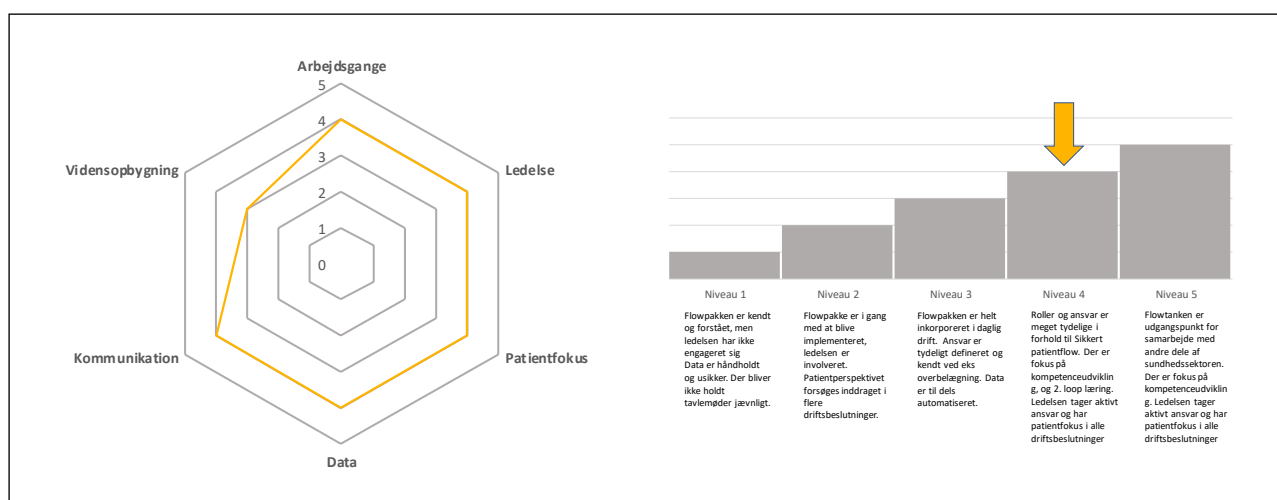 Arbejdsgange
5
4
3
2
1
0
Ledelse
Patientfokus
Data
Kommunikation
Vidensopbygning
Niveau 1
Flowpakken er kendt
og forstået, men
ledelsen har ikke
engageret sig
Data er håndholdt
og usikker. Der bliver
ikke holdt
tavlemøder jævnligt.
Niveau 2
Flowpakke er i gang
med at blive
implementeret,
ledelsen er
involveret.
Patientperspektivet
forsøges inddraget i
flere
driftsbeslutninger.
Niveau 3
Flowpakken er helt
inkorporeret i daglig
drift.  Ansvar er
tydeligt defineret og
kendt ved eks
overbelægning. Data
er til dels
automatiseret.
Niveau 4
Roller og ansvar er
meget tydelige i
forhold til Sikkert
patientflow. Der er
fokus på
kompetenceudviklin
g, og 2. loop læring.
Ledelsen tager aktivt
ansvar og har
patientfokus i alle
driftsbeslutninger
Niveau 5
Flowtanken er
udgangspunkt for
samarbejde med
andre dele af
sundhedssektoren.
Der er fokus på
kompetenceudviklin
g. Ledelsen tager
aktivt ansvar og har
patientfokus i alle
driftsbeslutninger